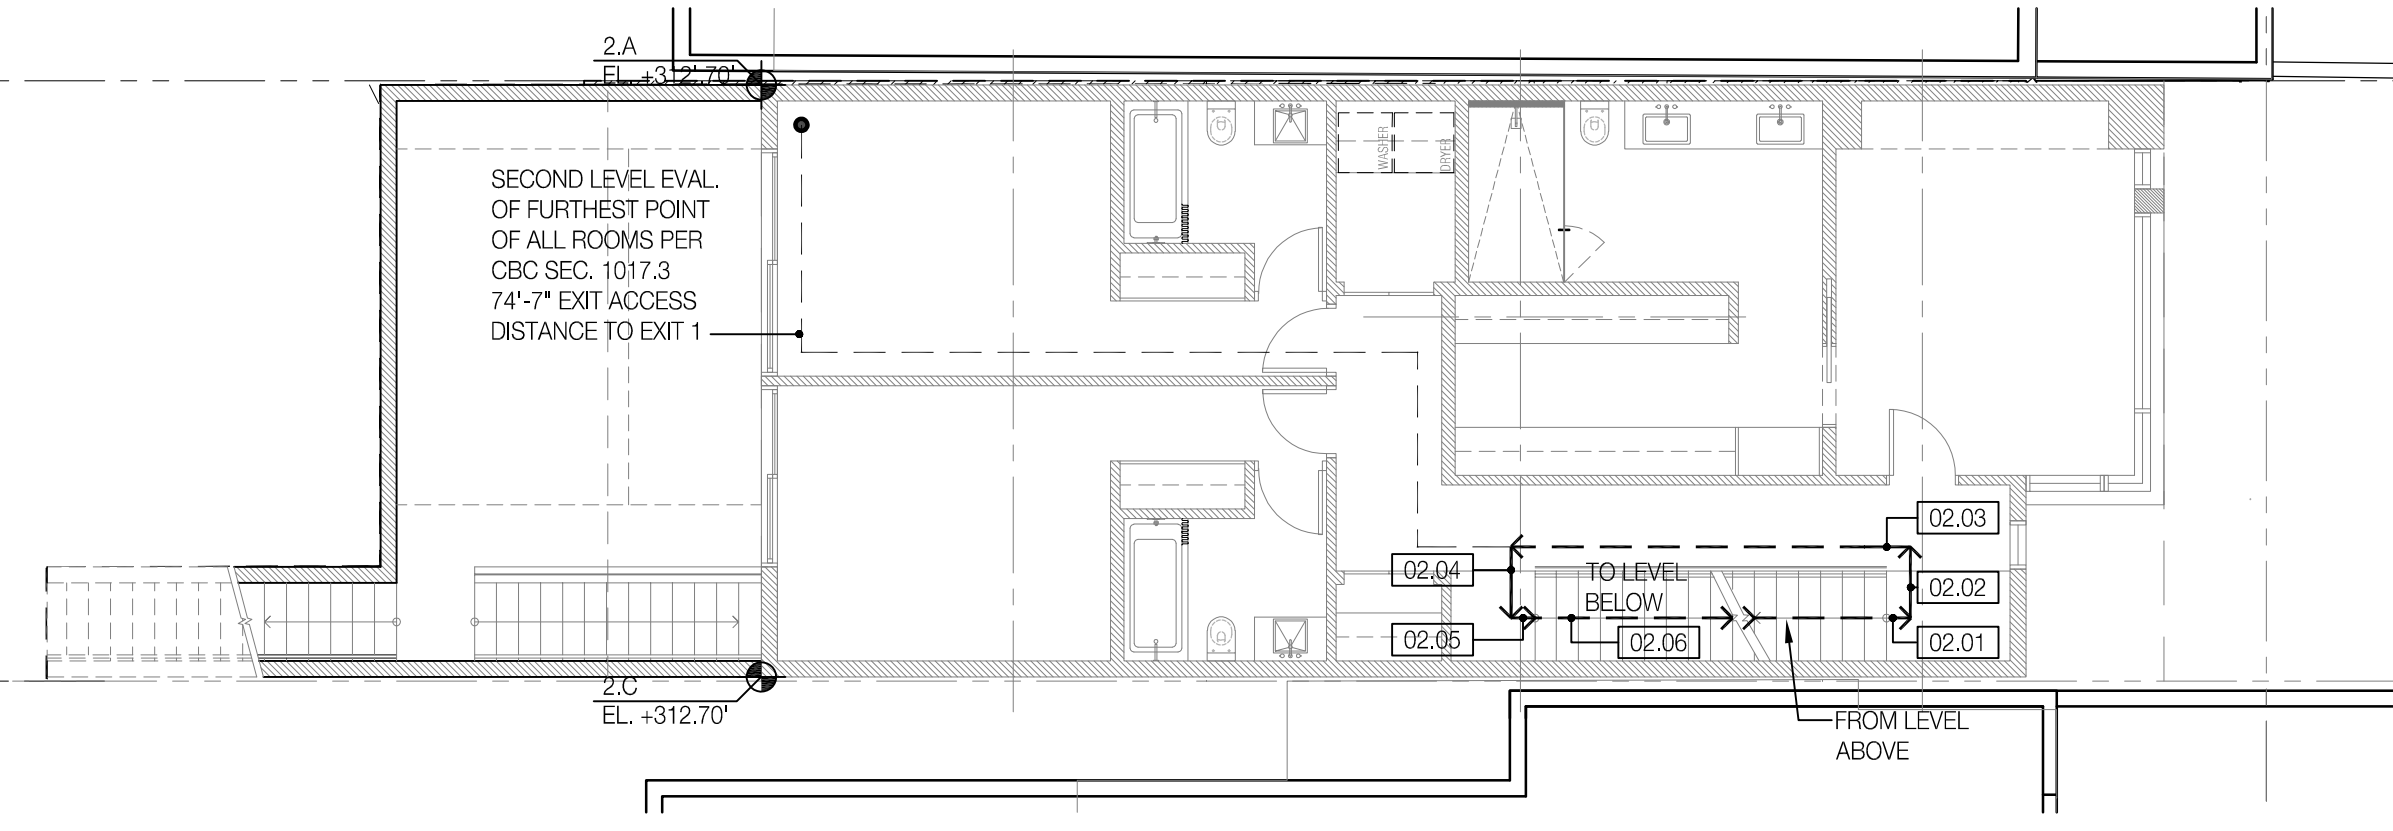 2.A
EL. +312'.70'
SECOND LEVEL EVAL.
OF FURTHEST POINT
OF ALL ROOMS PER
CBC SEC. 1017.3
74'-7" EXIT ACCESS
DISTANCE TO EXIT 1
WASHER
DRYER
02.03
02.04
TO LEVEL
BELOW
02.02
02.05
02.06
02.01
2.C
EL. +312.70'
FROM LEVEL
ABOVE